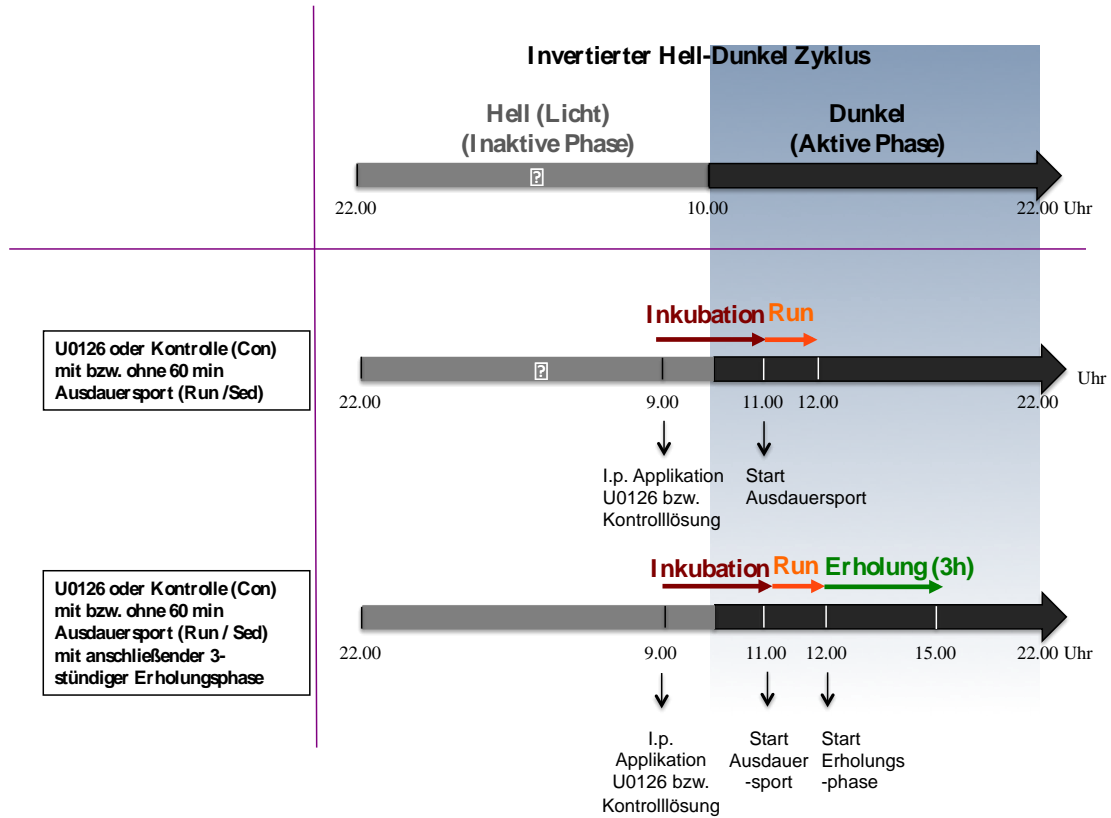 Invertierter Hell-Dunkel Zyklus
Hell (Licht)
(Inaktive Phase)
Dunkel
(Aktive Phase)
22.00
10.00
22.00 Uhr
U0126 oder Kontrolle (Con)
mit bzw. ohne 60 min
Ausdauersport (Run /Sed)
Inkubation
Run
22.00
9.00
11.00
12.00
22.00
Uhr
I.p. Applikation
U0126 bzw.
Kontrolllösung
Start
Ausdauersport
U0126 oder Kontrolle (Con)
mit bzw. ohne 60 min
Ausdauersport (Run / Sed)
mit anschließender 3-
stündiger Erholungsphase
Inkubation
Run
Erholung (3h)
22.00
9.00
11.00
12.00
15.00
22.00 Uhr
I.p.
Applikation
U0126 bzw.
Kontrolllösung
Start
Ausdauer
-sport
Start
Erholungs
-phase